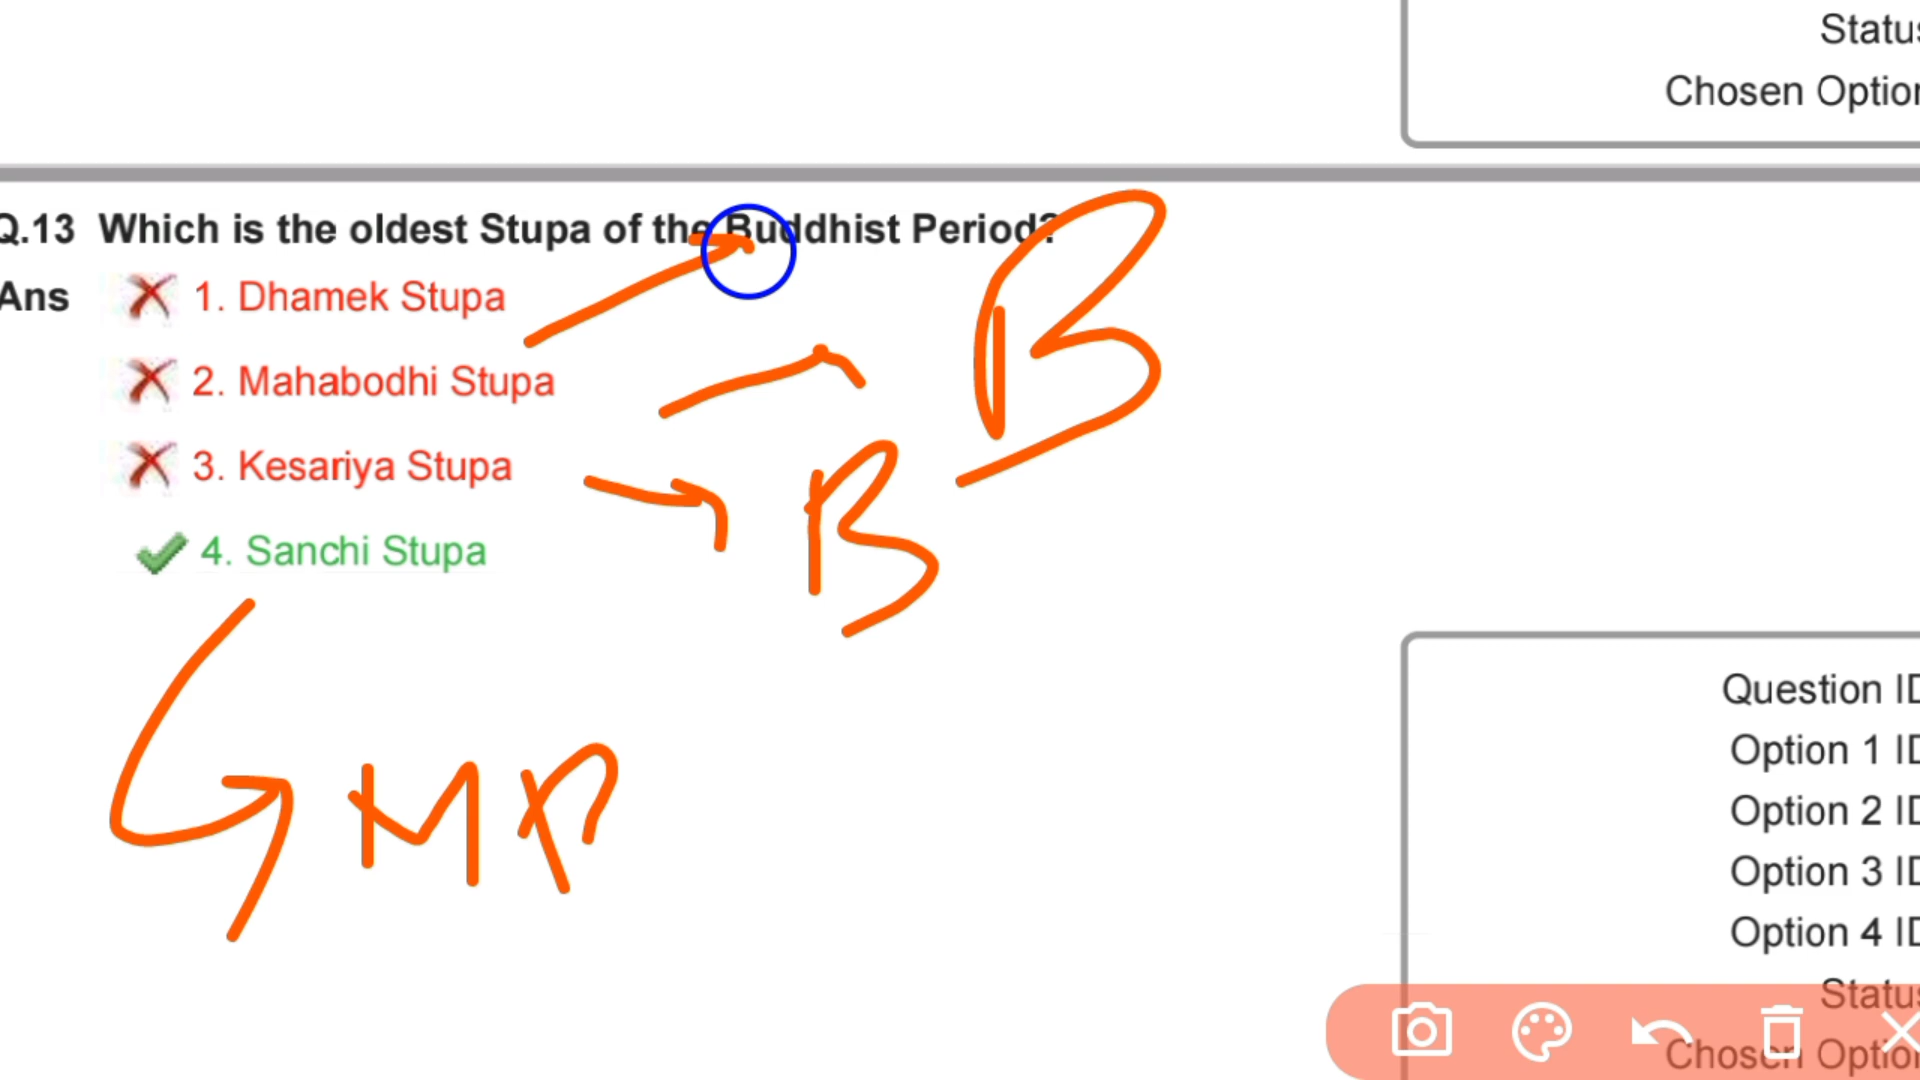 Status
Chosen Option
Q.13 Which is the oldest Stupa of the Buddhist Period?
Ans 1. Dhamek Stupa
2. Mahabodhi Stupa
B
3. Kesariya Stupa
B
4. Sanchi Stupa
MP
Question ID
Option 1 ID
Option 2 ID
Option 3 ID
Option 4 ID
Status
Chosen Option